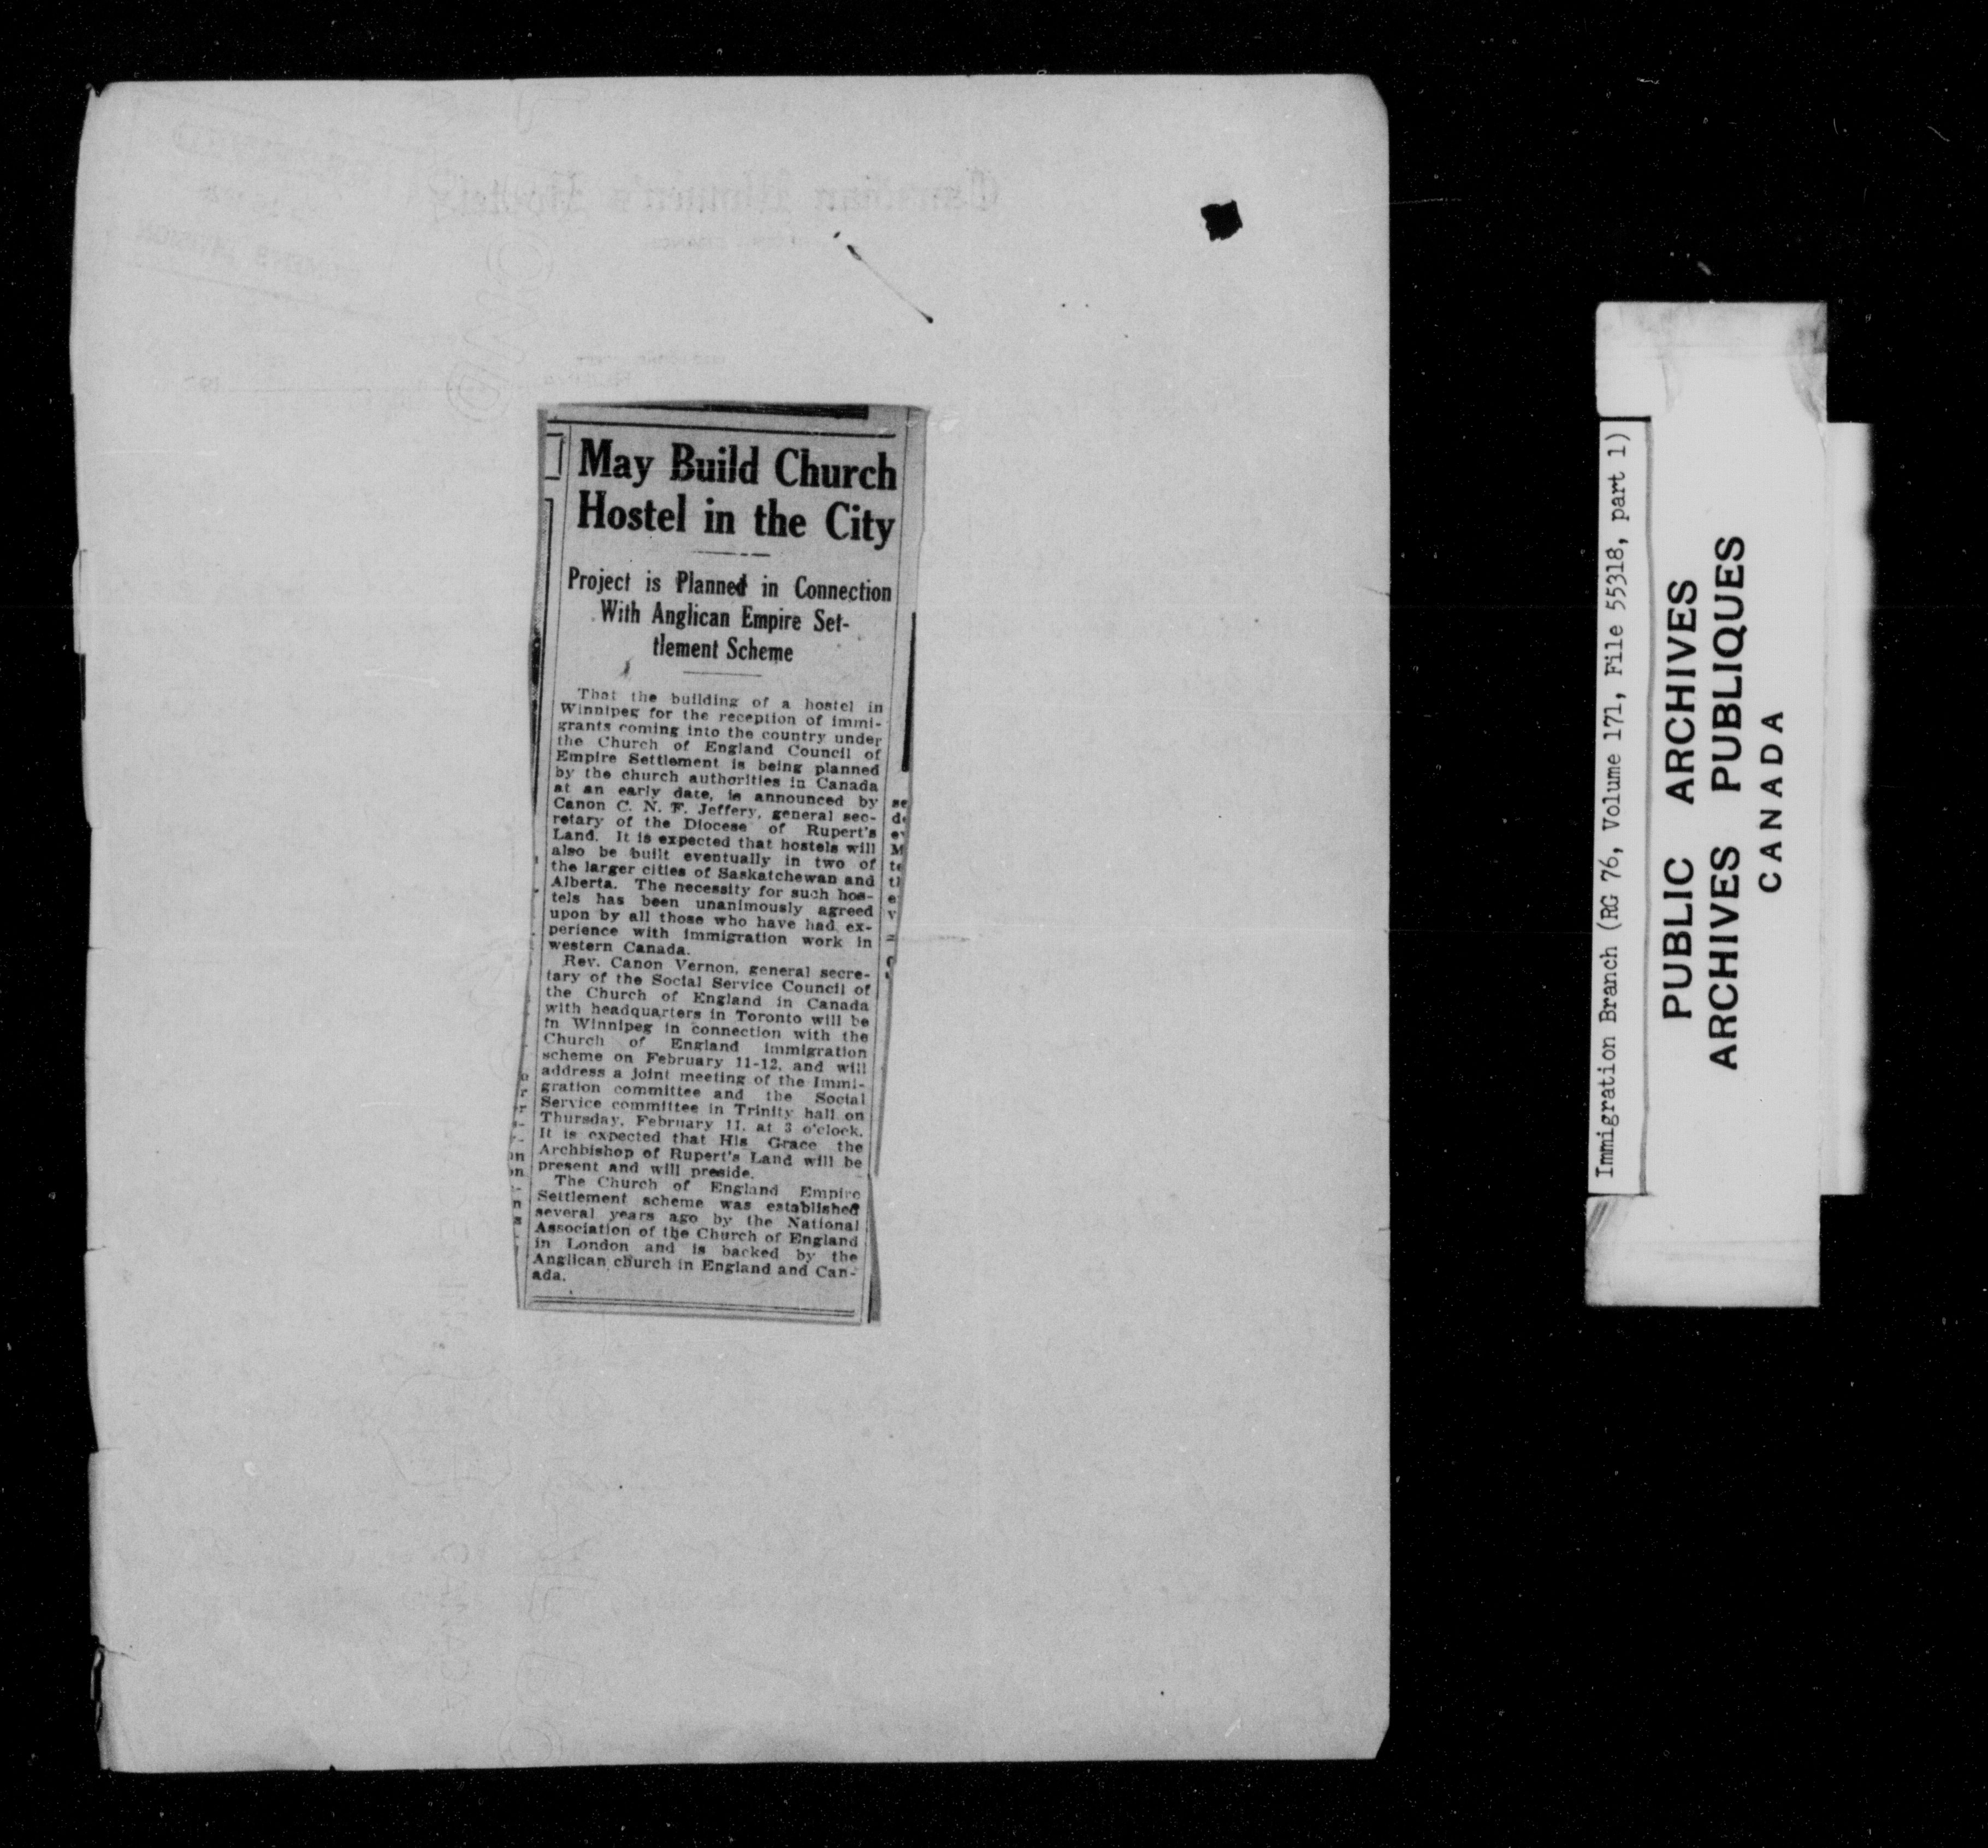 May Build Church
Hostel in the City
Project is Planned in Connection
With Anglican Empire Set-
tlement Scheme
That the building of a hostel in
Winnipeg for the reception of immi-
grants coming into the country under
the Church of England Council of
Empire Settlement is being planned
by the church authorities in Canada
at an early date, is announced by
Canon C. N. F. Jeffery, general sec-
retary of the Diocese of Rupert's
Land. It is expected that hostels will
also be built eventually in two of
the larger cities of Saskatchewan and
Alberta. The necessity for such hos-
tels has been unanimously agreed
upon by all those who have had ex-
perience with immigration work in
western Canada.
Rev. Canon Vernon, general secre-
tary of the Social Service Council of
the Church of England in Canada
with headquarters in Toronto will be
in Winnipeg in connection with the
Church of England immigration
scheme on February 11-12, and will
address a joint meeting of the Immi-
gration committee and the Social
Service committee in Trinity hall on
Thursday, February 11, at 3 o'clock.
It is expected that His Grace the
Archbishop of Rupert's Land will be
present and will preside.
The Church of England Empire
Settlement scheme was established
several years ago by the National
Association of the Church of England
in London and is backed by the
Anglican church in England and Can-
ada.
Immigration Branch (RG 76, Volume 171, File 55318, part 1)
PUBLIC ARCHIVES
ARCHIVES PUBLIQUES
CANADA